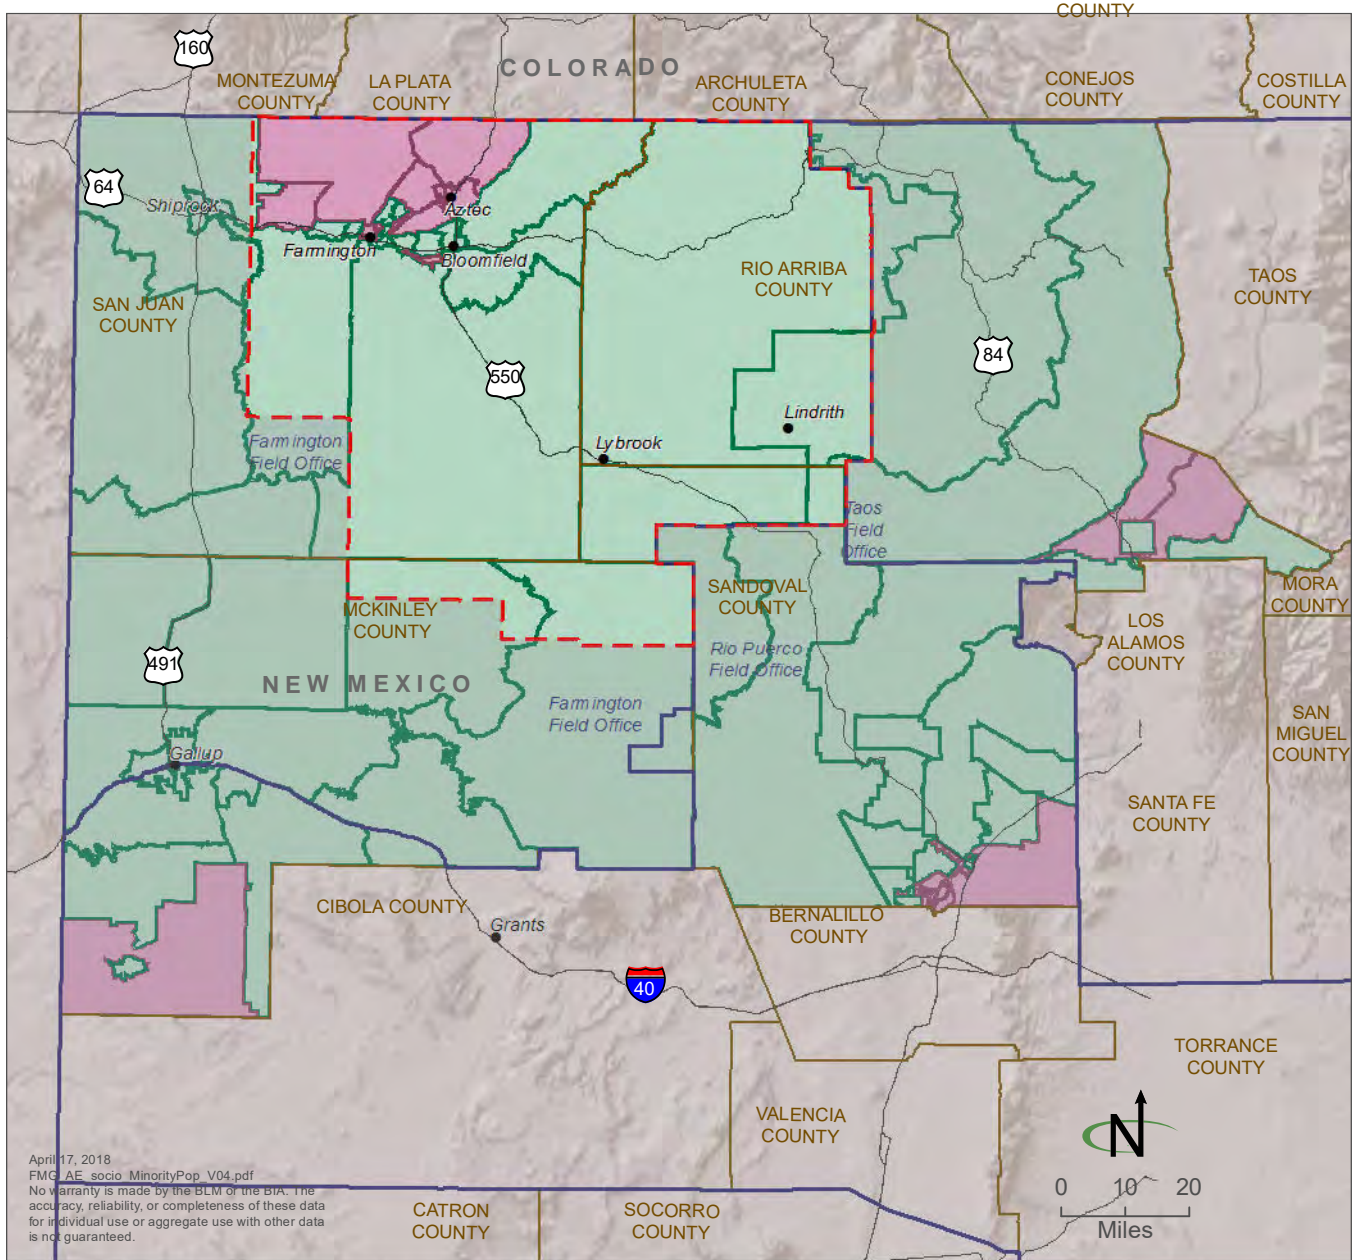 COUNTY
160
COLORADO
MONTEZUMA
COUNTY
LA PLATA
COUNTY
ARCHULETA
COUNTY
CONEJOS
COUNTY
COSTILLA
COUNTY
64
Shiprock
Aztec
Farmington
Bloomfield
SAN JUAN
COUNTY
RIO ARRIBA
COUNTY
TAOS
COUNTY
550
84
Lindrith
Lybrook
Farmington
Field Office
Taos
Field
Office
MCKINLEY
COUNTY
SANDOVAL
COUNTY
MORA
COUNTY
LOS
ALAMOS
COUNTY
491
NEW MEXICO
Rio Puerco
Field Office
Farmington
Field Office
SAN
MIGUEL
COUNTY
Gallup
SANTA FE
COUNTY
CIBOLA COUNTY
Grants
BERNALILLO
COUNTY
40
TORRANCE
COUNTY
VALENCIA
COUNTY
N
0 10 20
Miles
CATRON
COUNTY
SOCORRO
COUNTY
April 17, 2018
FMG_AE_socio_MinorityPop_V04.pdf
No warranty is made by the BLM or the BIA. The
accuracy, reliability, or completeness of these data
for individual use or aggregate use with other data
is not guaranteed.